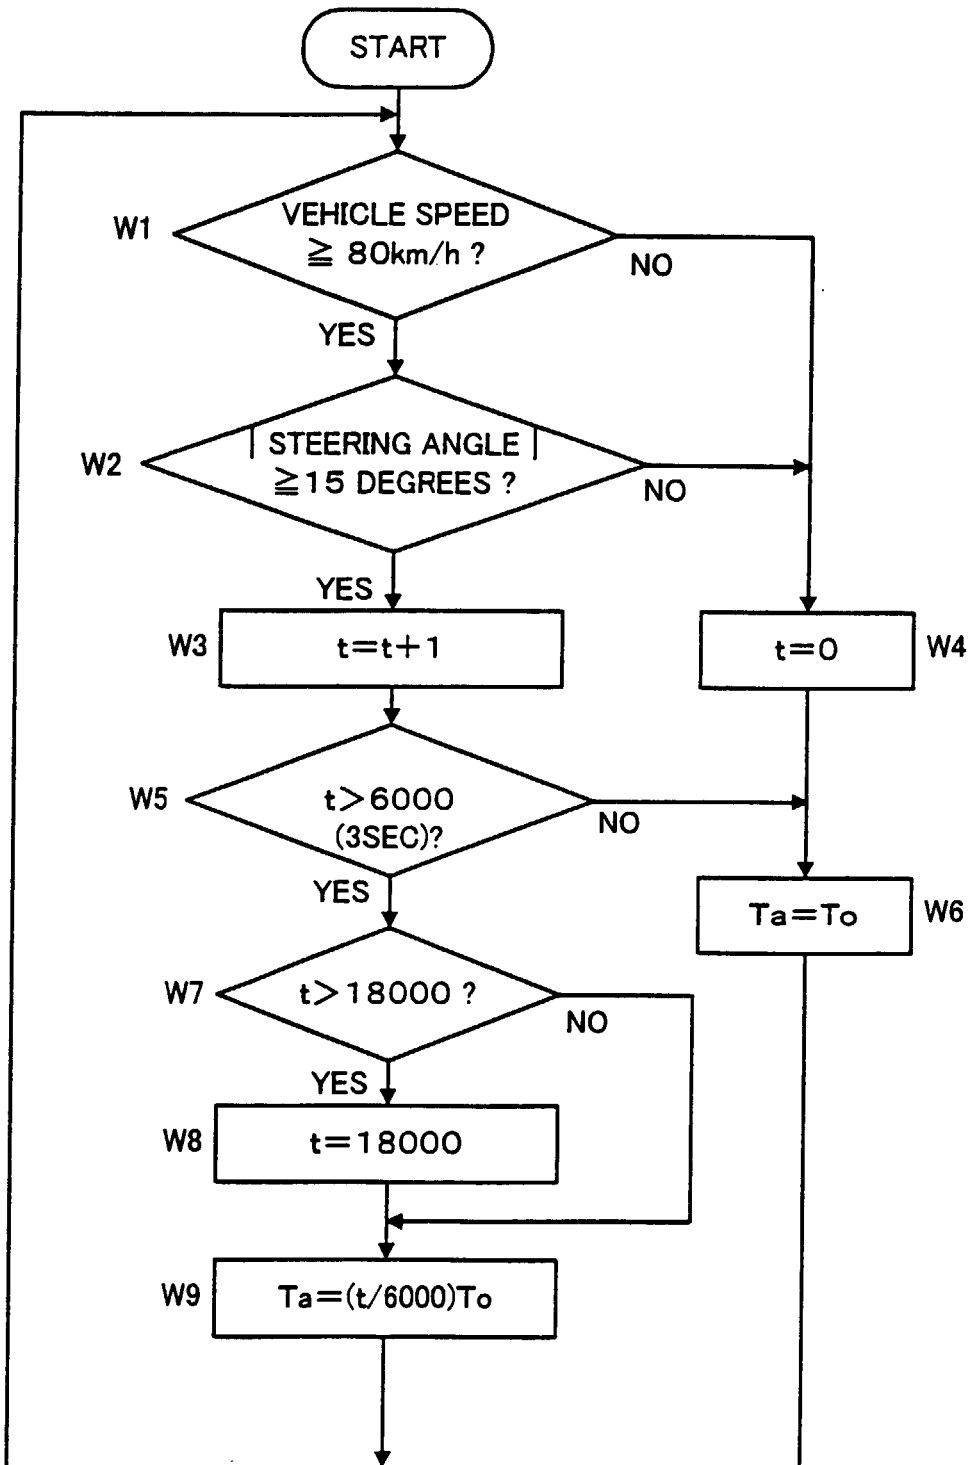 START
W1
VEHICLE SPEED
≧ 80km/h ?
NO
YES
W2
| STEERING ANGLE |
≧15 DEGREES ?
NO
YES
W3
t=t+1
t=0
W4
W5
t>6000
(3SEC)?
NO
YES
Ta=To
W6
W7
t>18000 ?
NO
YES
W8
t=18000
W9
Ta=(t/6000)To